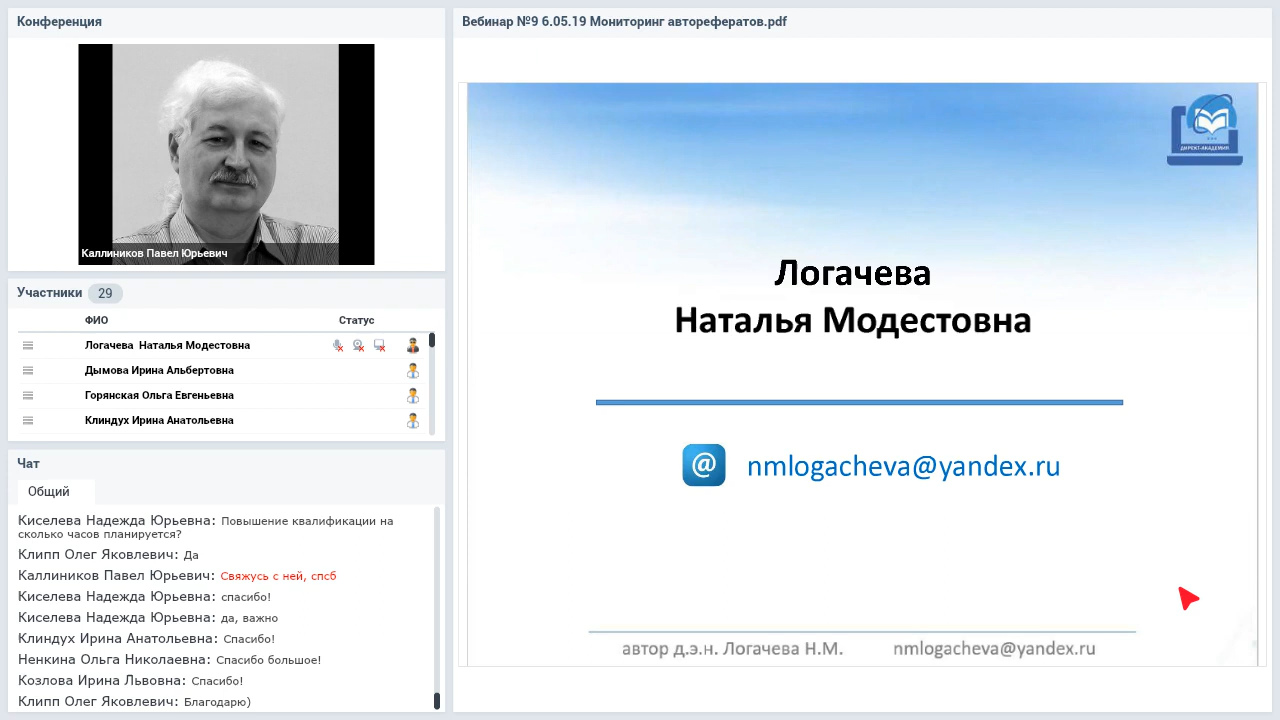 Конференция
Каллиников Павел Юрьевич
Участники 29
ФИО Статус
Логачева Наталья Модестовна
Дымова Ирина Альбертовна
Горянская Ольга Евгеньевна
Клиндух Ирина Анатольевна
Чат
Общий
Киселева Надежда Юрьевна: Повышение квалификации на
сколько часов планируется?
Клипп Олег Яковлевич: Да
Каллиников Павел Юрьевич: Свяжусь с ней, спсб
Киселева Надежда Юрьевна: спасибо!
Киселева Надежда Юрьевна: да, важно
Клиндух Ирина Анатольевна: Спасибо!
Ненкина Ольга Николаевна: Спасибо большое!
Козлова Ирина Львовна: Спасибо!
Клипп Олег Яковлевич: Благодарю)
Вебинар №9 6.05.19 Мониторинг авторефератов.pdf
ДИРЕКТ-АКАДЕМИЯ
Логачева
Наталья Модестовна
@ nmlogacheva@yandex.ru
автор д.э.н. Логачева Н.М. nmlogacheva@yandex.ru